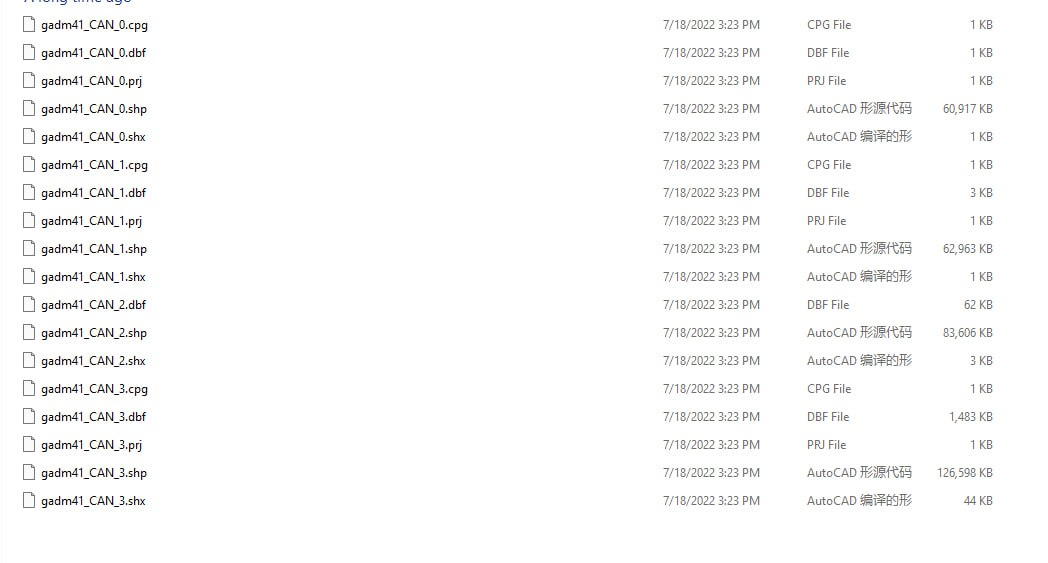 A long time ago
gadm41_CAN_0.cpg 7/18/2022 3:23 PM CPG File 1 KB
gadm41_CAN_0.dbf 7/18/2022 3:23 PM DBF File 1 KB
gadm41_CAN_0.prj 7/18/2022 3:23 PM PRJ File 1 KB
gadm41_CAN_0.shp 7/18/2022 3:23 PM AutoCAD 形源代码 60,917 KB
gadm41_CAN_0.shx 7/18/2022 3:23 PM AutoCAD 编译的形 1 KB
gadm41_CAN_1.cpg 7/18/2022 3:23 PM CPG File 1 KB
gadm41_CAN_1.dbf 7/18/2022 3:23 PM DBF File 3 KB
gadm41_CAN_1.prj 7/18/2022 3:23 PM PRJ File 1 KB
gadm41_CAN_1.shp 7/18/2022 3:23 PM AutoCAD 形源代码 62,963 KB
gadm41_CAN_1.shx 7/18/2022 3:23 PM AutoCAD 编译的形 1 KB
gadm41_CAN_2.dbf 7/18/2022 3:23 PM DBF File 62 KB
gadm41_CAN_2.shp 7/18/2022 3:23 PM AutoCAD 形源代码 83,606 KB
gadm41_CAN_2.shx 7/18/2022 3:23 PM AutoCAD 编译的形 3 KB
gadm41_CAN_3.cpg 7/18/2022 3:23 PM CPG File 1 KB
gadm41_CAN_3.dbf 7/18/2022 3:23 PM DBF File 1,483 KB
gadm41_CAN_3.prj 7/18/2022 3:23 PM PRJ File 1 KB
gadm41_CAN_3.shp 7/18/2022 3:23 PM AutoCAD 形源代码 126,598 KB
gadm41_CAN_3.shx 7/18/2022 3:23 PM AutoCAD 编译的形 44 KB